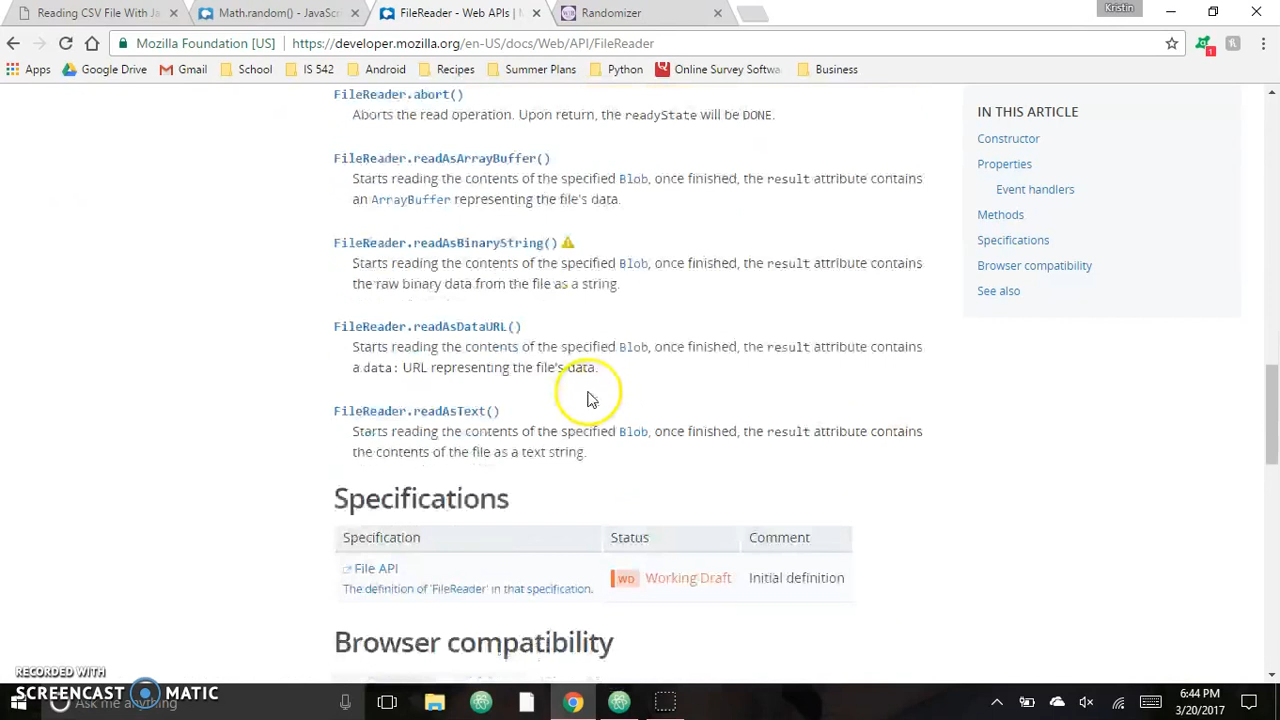 Reading CSV File With Ja
Math.random() - JavaScri
FileReader - Web APIs | M
Randomizer
Kristin
Mozilla Foundation [US]
https://developer.mozilla.org/en-US/docs/Web/API/FileReader
1
Apps
Google Drive
Gmail
School
IS 542
Android
Recipes
Summer Plans
Python
Online Survey Softwa
Business
FileReader.abort()
Aborts the read operation. Upon return, the readyState will be DONE.
FileReader.readAsArrayBuffer()
Starts reading the contents of the specified Blob, once finished, the result attribute contains
an ArrayBuffer representing the file's data.
FileReader.readAsBinaryString()
Starts reading the contents of the specified Blob, once finished, the result attribute contains
the raw binary data from the file as a string.
FileReader.readAsDataURL()
Starts reading the contents of the specified Blob, once finished, the result attribute contains
a data: URL representing the file's data.
FileReader.readAsText()
Starts reading the contents of the specified Blob, once finished, the result attribute contains
the contents of the file as a text string.
Specifications
Specification Status Comment
File API
The definition of 'FileReader' in that specification.
WD Working Draft
Initial definition
Browser compatibility
IN THIS ARTICLE
Constructor
Properties
Event handlers
Methods
Specifications
Browser compatibility
See also
RECORDED WITH
SCREENCAST MATIC
Ask me anything
6:44 PM
3/20/2017